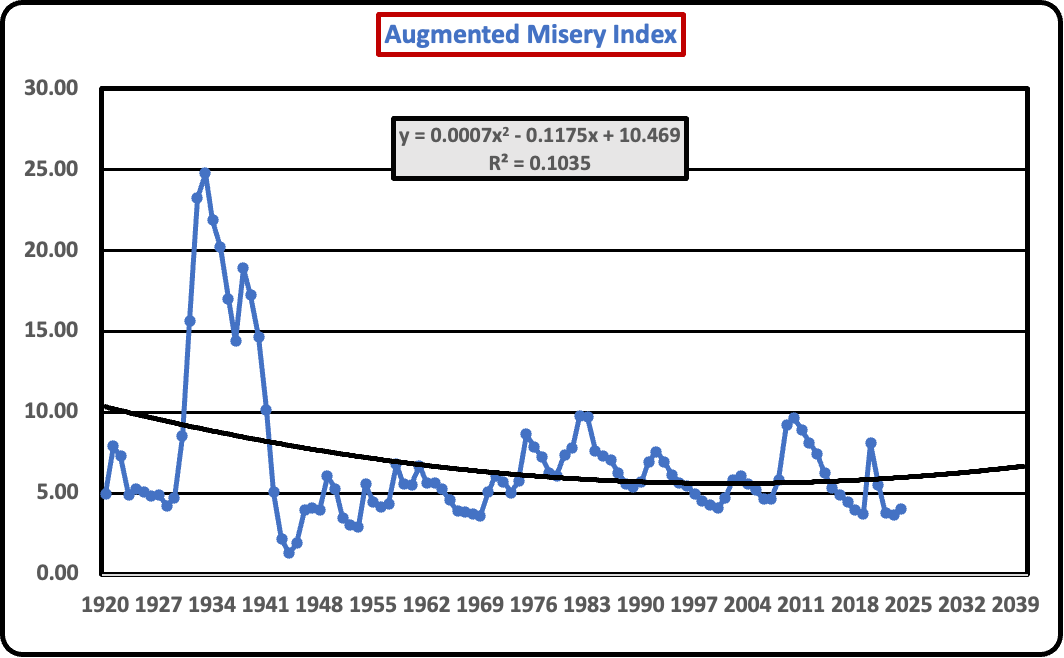 Augmented Misery Index
30.00
y = 0.0007x² - 0.1175x + 10.469
R² = 0.1035
25.00
20.00
15.00
10.00
5.00
0.00
1920 1927 1934 1941 1948 1955 1962 1969 1976 1983 1990 1997 2004 2011 2018 2025 2032 2039